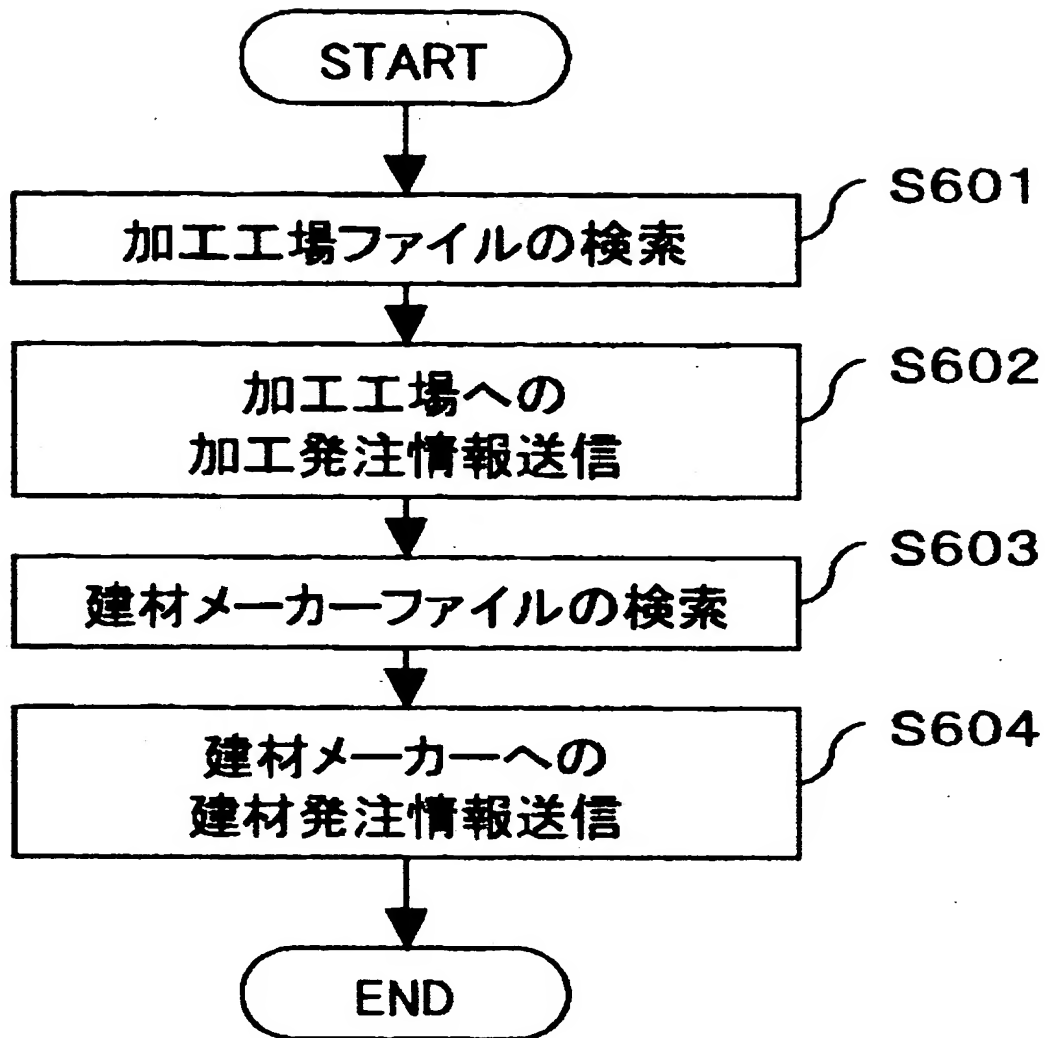 START
加工工場ファイルの検索
S601
加工工場への
加工発注情報送信
S602
建材メーカーファイルの検索
S603
建材メーカーへの
建材発注情報送信
S604
END